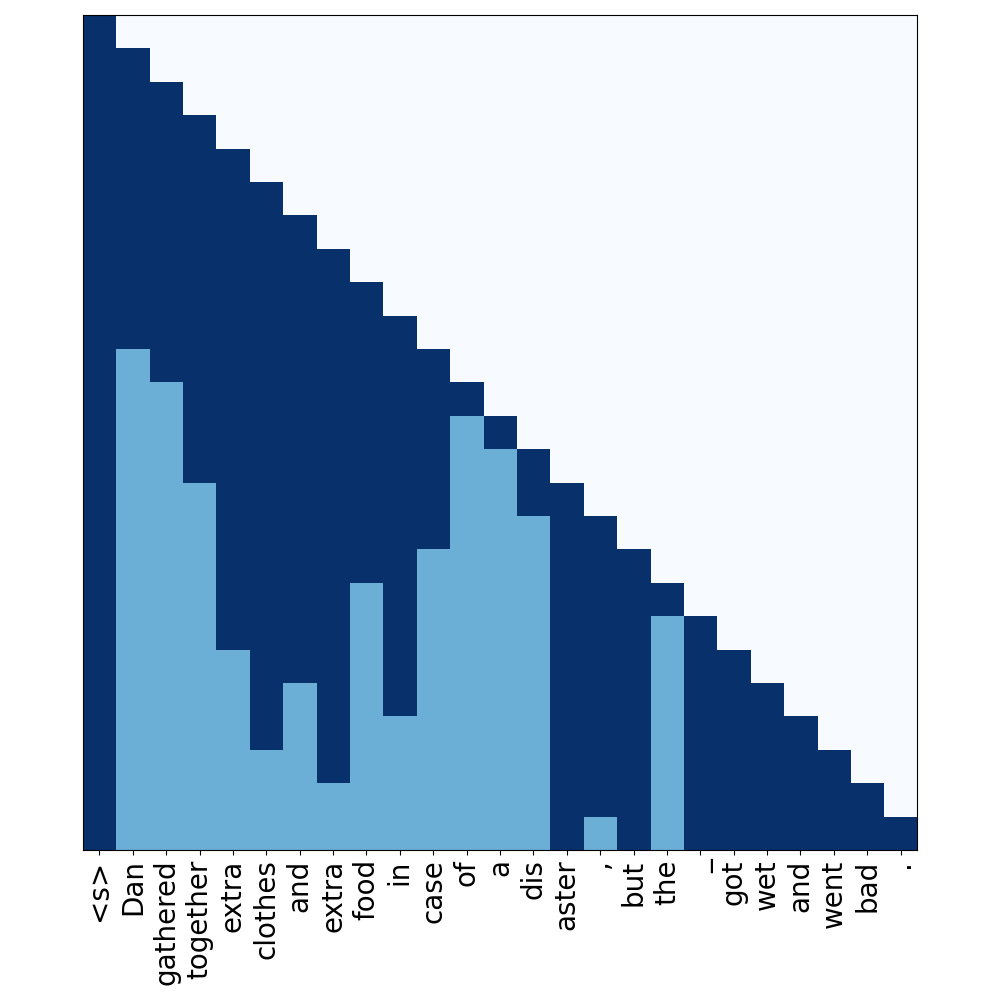 <s> Dan gathered together extra clothes and extra food in case of a dis aster , but the _ got wet and went bad .